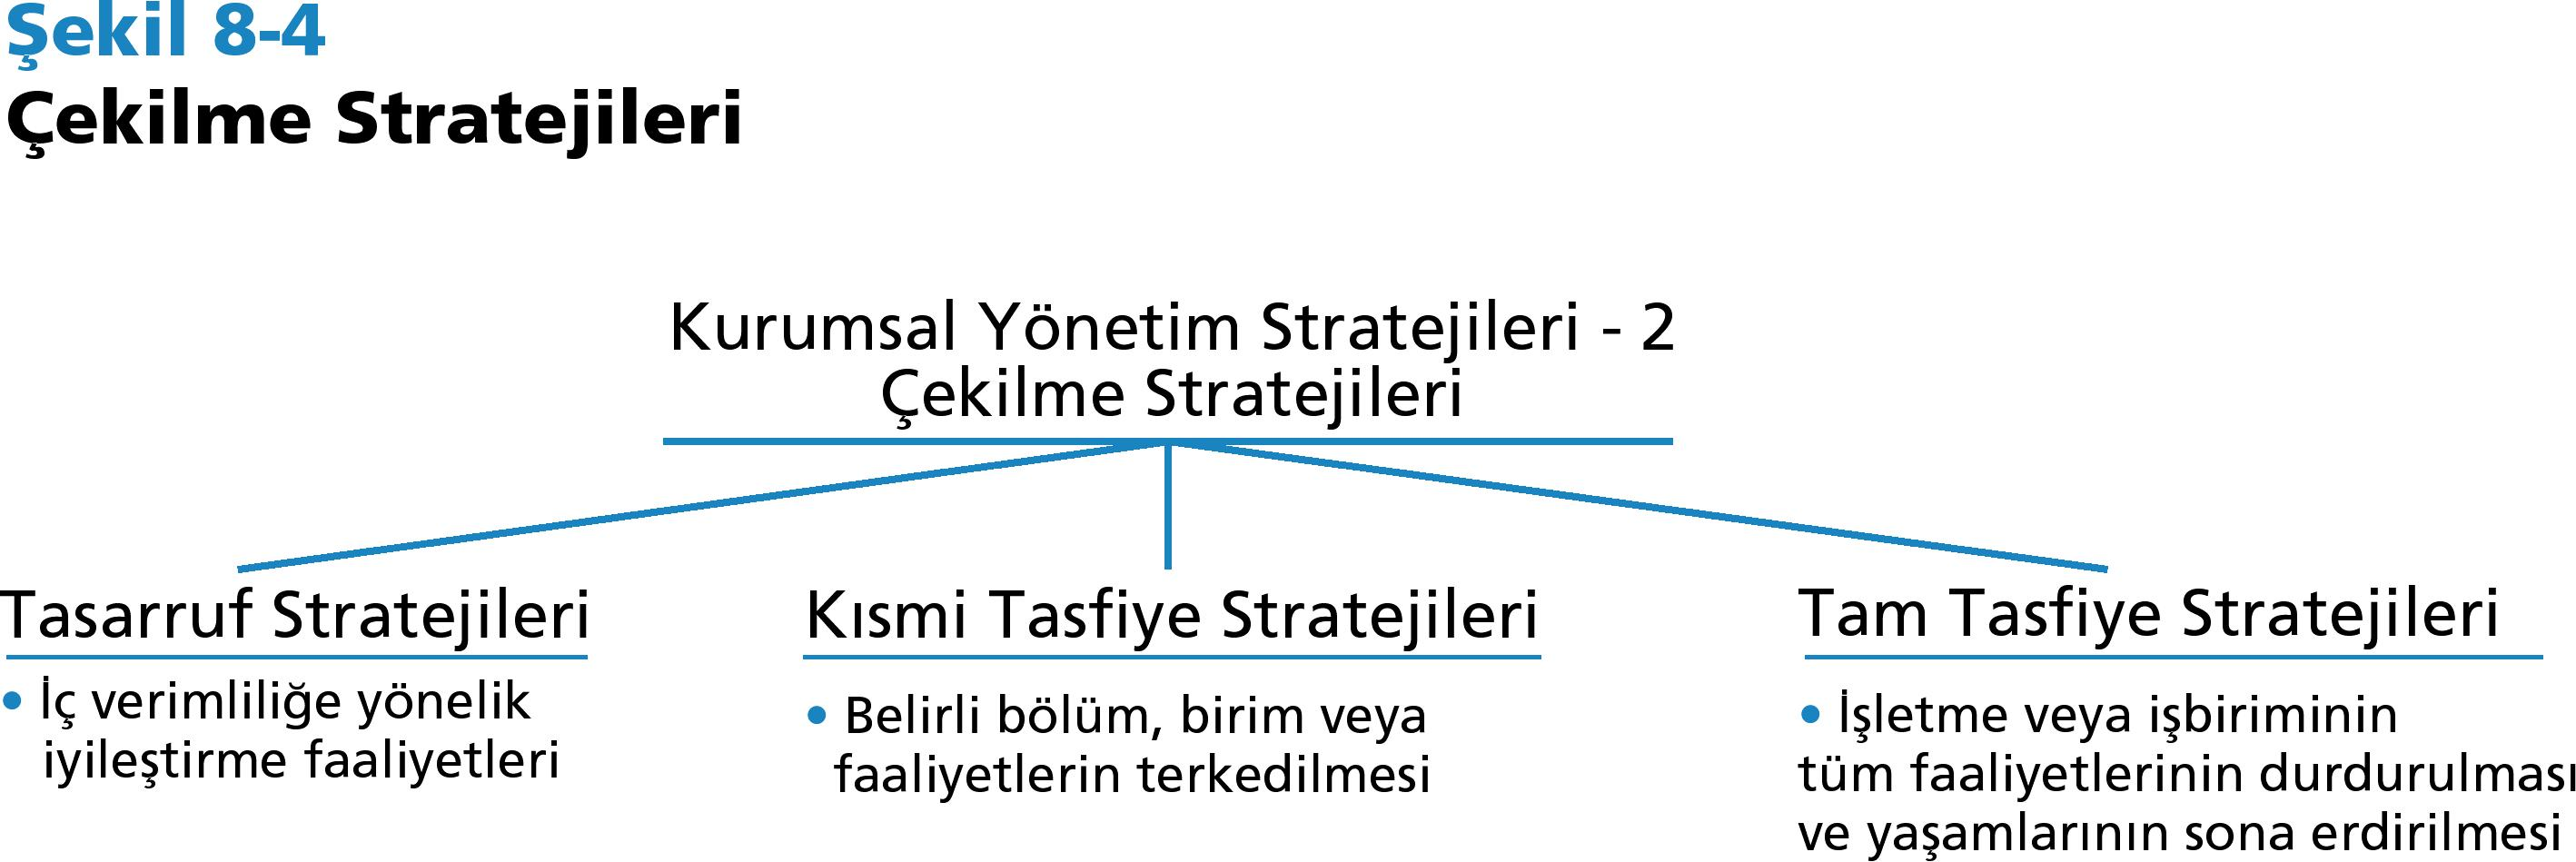 Şekil 8-4
Çekilme Stratejileri
Kurumsal Yönetim Stratejileri - 2
Çekilme Stratejileri
Tasarruf Stratejileri
• İç verimliliğe yönelik
iyileştirme faaliyetleri
Kısmi Tasfiye Stratejileri
• Belirli bölüm, birim veya
faaliyetlerin terkedilmesi
Tam Tasfiye Stratejileri
• İşletme veya işbiriminin
tüm faaliyetlerinin durdurulması
ve yaşamlarının sona erdirilmesi